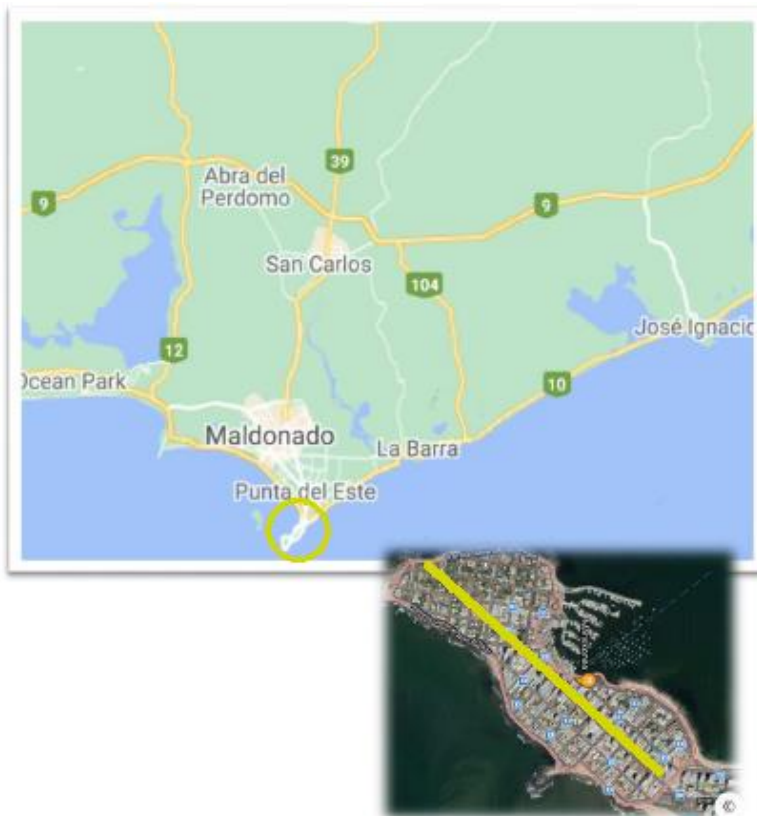 39
Abra del
Perdomo
9
9
San Carlos
104
José Ignacio
12
Ocean Park
10
Maldonado
La Barra
Punta del Este
©